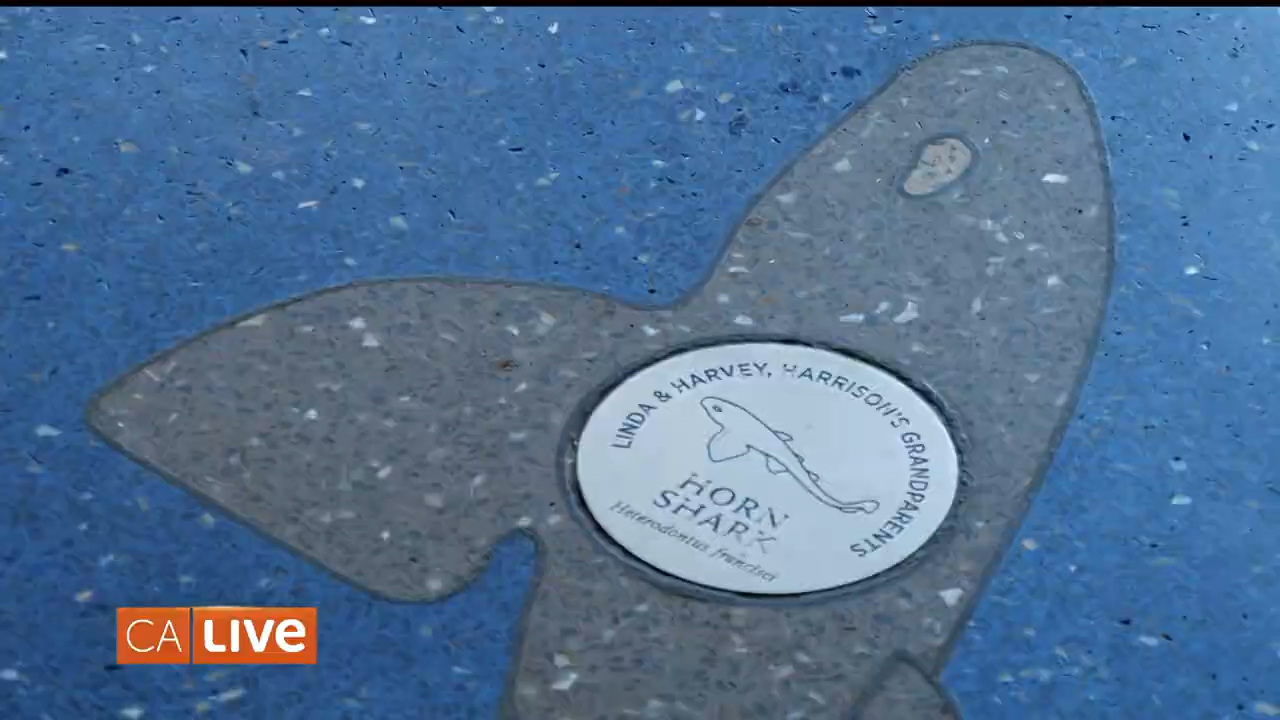 LINDA & HARVEY, HARRISON'S GRANDPARENTS
HORN
SHARK
Heterodontus francisci
CA LIVE